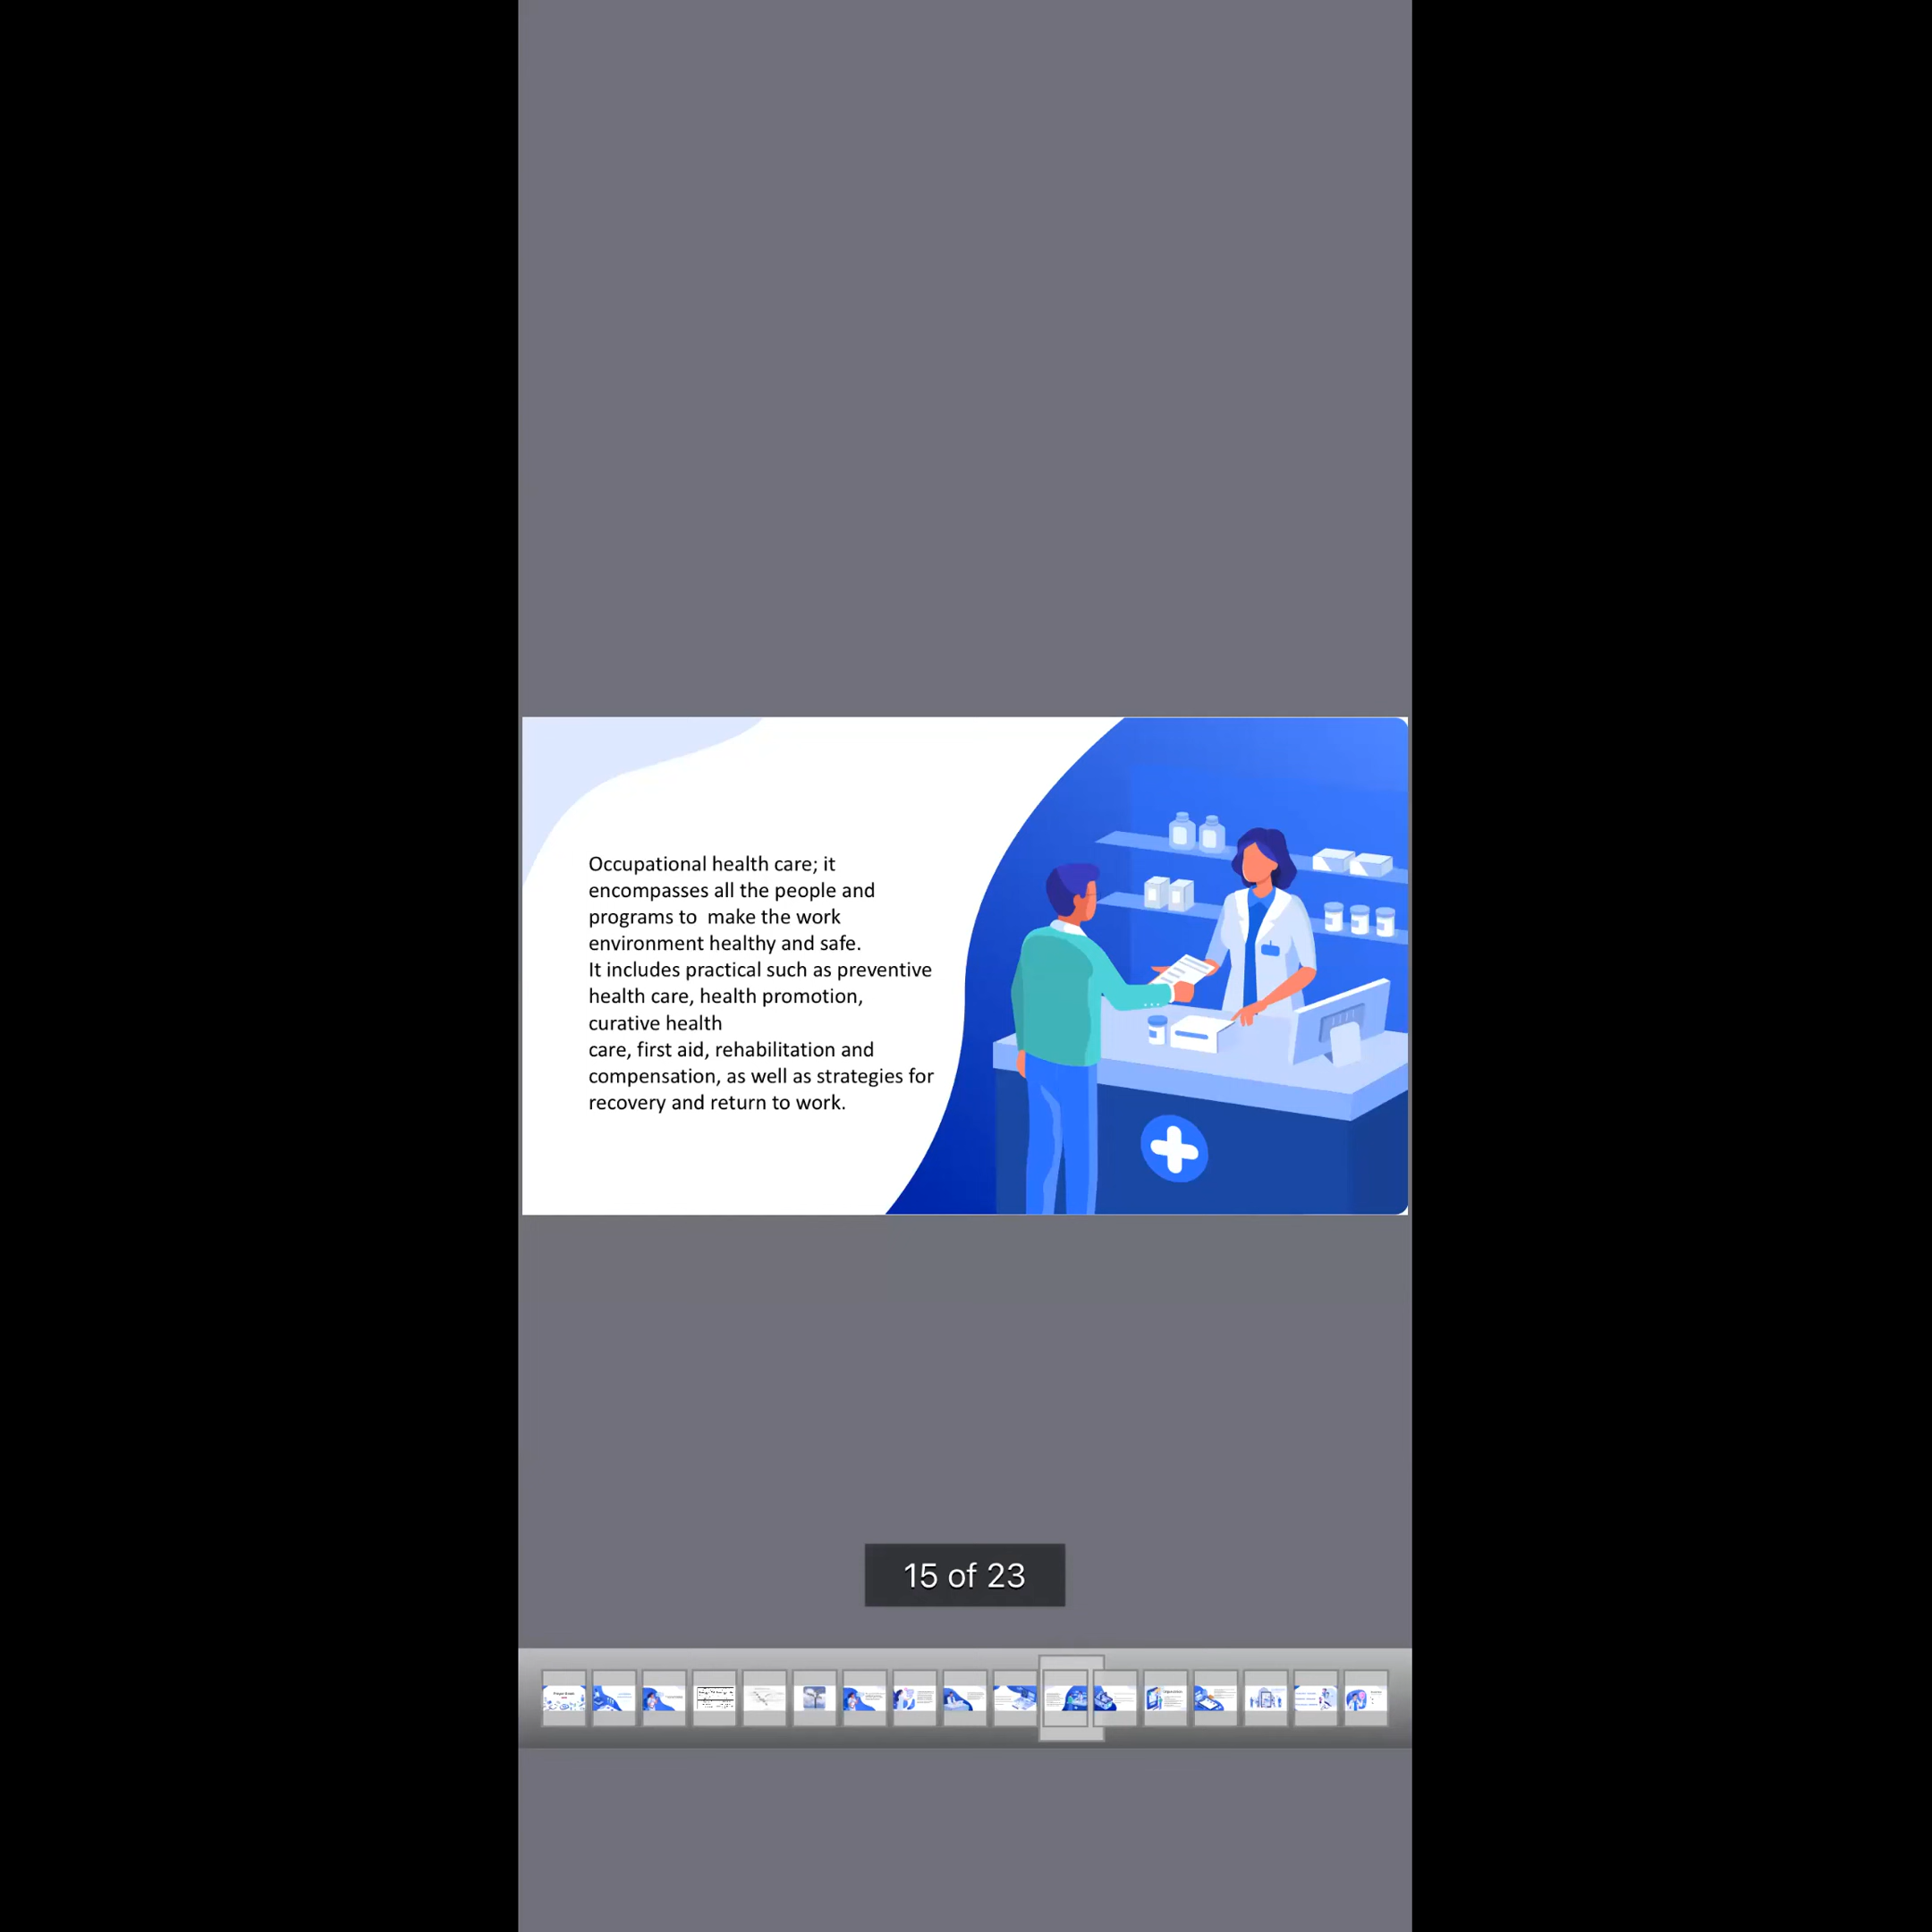 Occupational health care; it
encompasses all the people and
programs to  make the work
environment healthy and safe.
It includes practical such as preventive
health care, health promotion,
curative health
care, first aid, rehabilitation and
compensation, as well as strategies for
recovery and return to work.
15 of 23